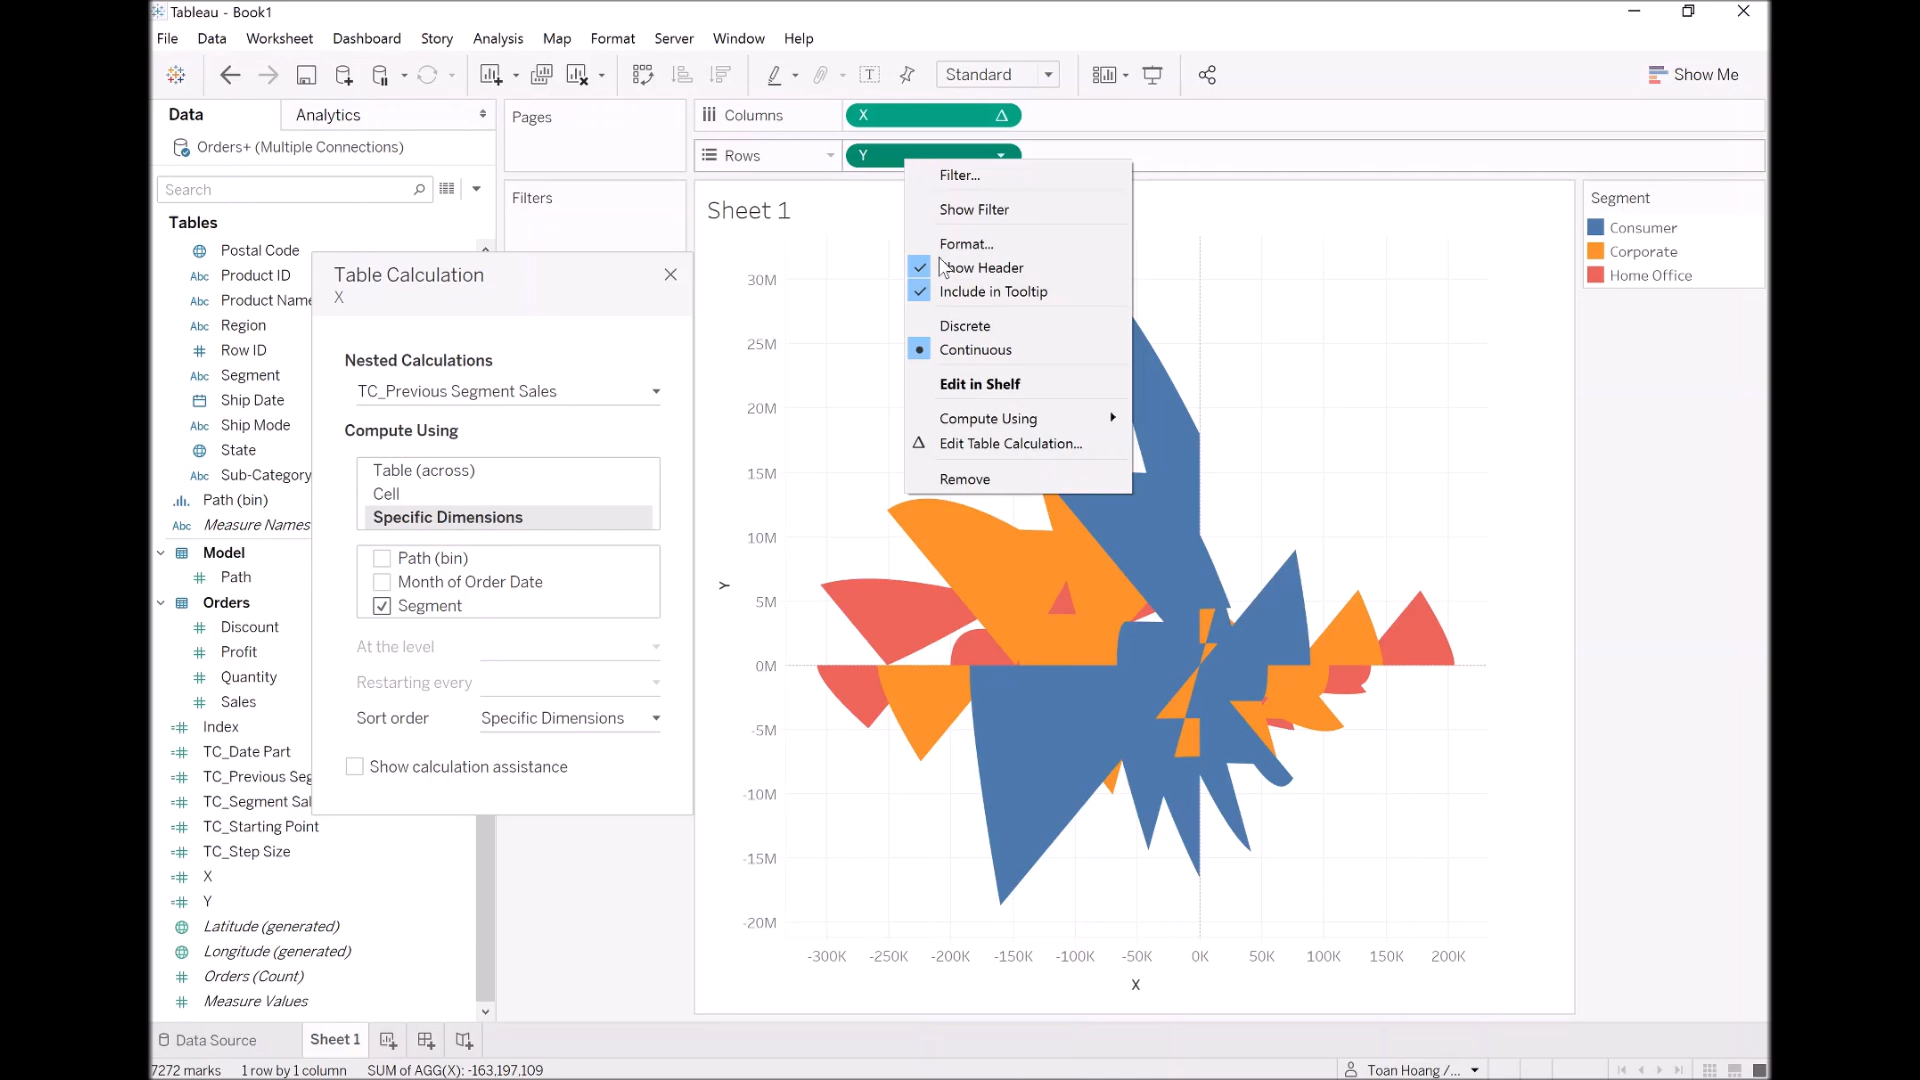 Tableau - Book1
File Data Worksheet Dashboard Story Analysis Map Format Server Window Help
Standard
Show Me
Data
Analytics
Orders+ (Multiple Connections)
Search
Tables
Postal Code
Abc Product ID
Abc Product Name
Abc Region
Row ID
Abc Segment
Ship Date
Abc Ship Mode
State
Abc Sub-Category
Path (bin)
Abc Measure Names
Model
Path
Orders
Discount
Profit
Quantity
Sales
Index
TC_Date Part
TC_Previous Seg
TC_Segment Sal
TC_Starting Point
TC_Step Size
X
Y
Latitude (generated)
Longitude (generated)
Orders (Count)
Measure Values
Table Calculation
X
Nested Calculations
TC_Previous Segment Sales
Compute Using
Table (across)
Cell
Specific Dimensions
Path (bin)
Month of Order Date
Segment
At the level
Restarting every
Sort order Specific Dimensions
Show calculation assistance
Pages
Filters
Columns X
Rows Y
Filter...
Show Filter
Format...
how Header
Include in Tooltip
Discrete
Continuous
Edit in Shelf
Compute Using
Edit Table Calculation...
Remove
Sheet 1
30M
25M
20M
15M
10M
5M
0M
-5M
-10M
-15M
-20M
Y
-300K -250K -200K -150K -100K -50K 0K 50K 100K 150K 200K
X
Segment
Consumer
Corporate
Home Office
Data Source
Sheet 1
7272 marks 1 row by 1 column SUM of AGG(X): -163,197,109
Toan Hoang /...